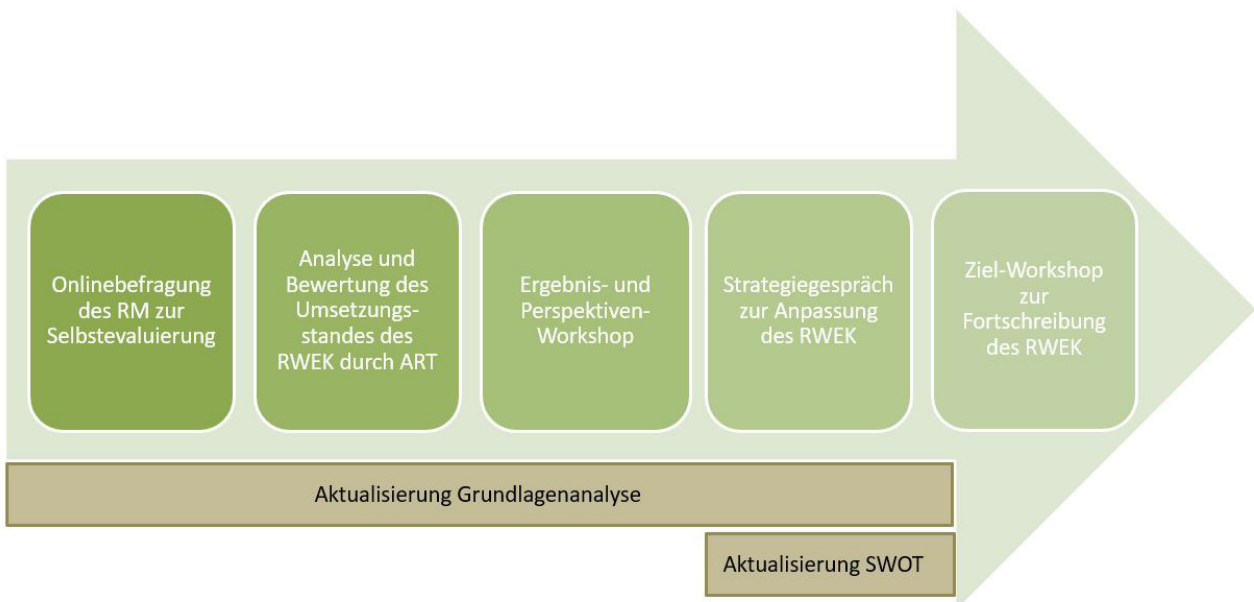 Onlinebefragung
des RM zur
Selbstevaluierung
Analyse und
Bewertung des
Umsetzungs-
standes des
RWEK durch ART
Ergebnis- und
Perspektiven-
Workshop
Strategiegespräch
zur Anpassung
des RWEK
Ziel-Workshop
zur
Fortschreibung
des RWEK
Aktualisierung Grundlagenanalyse
Aktualisierung SWOT